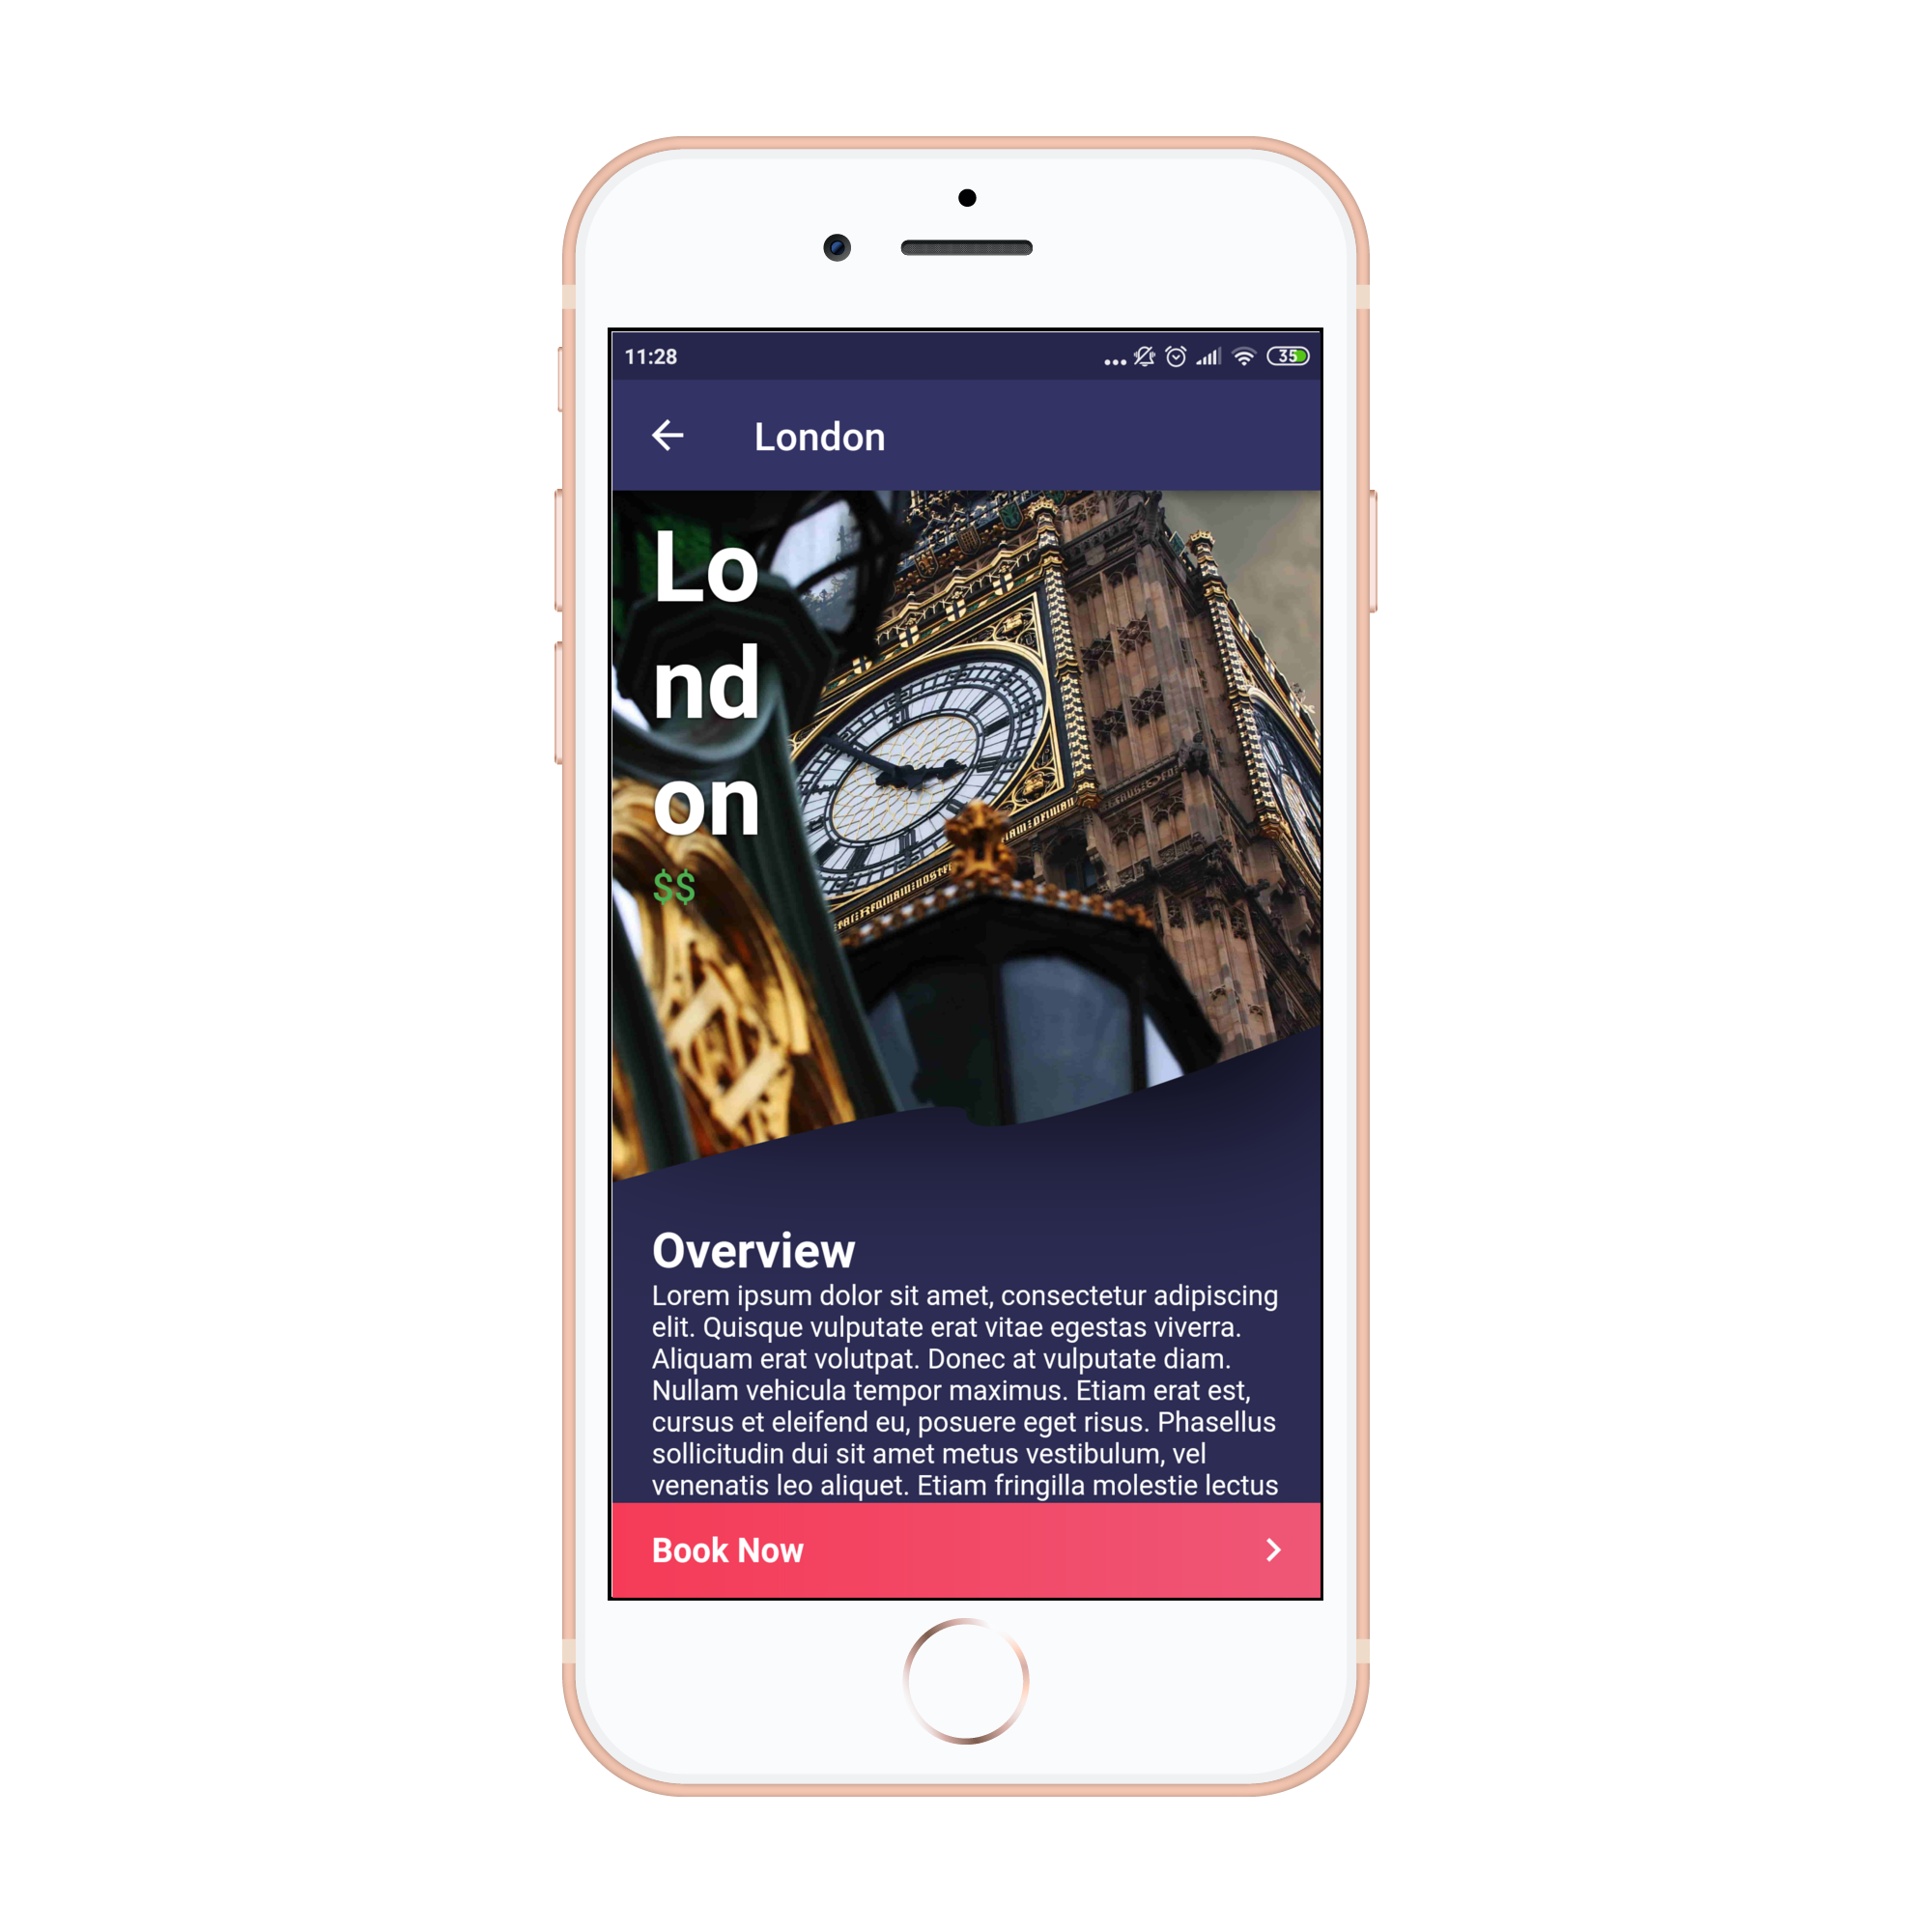 11:28
35
London
Lo
nd
on
$$
Overview
Lorem ipsum dolor sit amet, consectetur adipiscing
elit. Quisque vulputate erat vitae egestas viverra.
Aliquam erat volutpat. Donec at vulputate diam.
Nullam vehicula tempor maximus. Etiam erat est,
cursus et eleifend eu, posuere eget risus. Phasellus
sollicitudin dui sit amet metus vestibulum, vel
venenatis leo aliquet. Etiam fringilla molestie lectus
Book Now